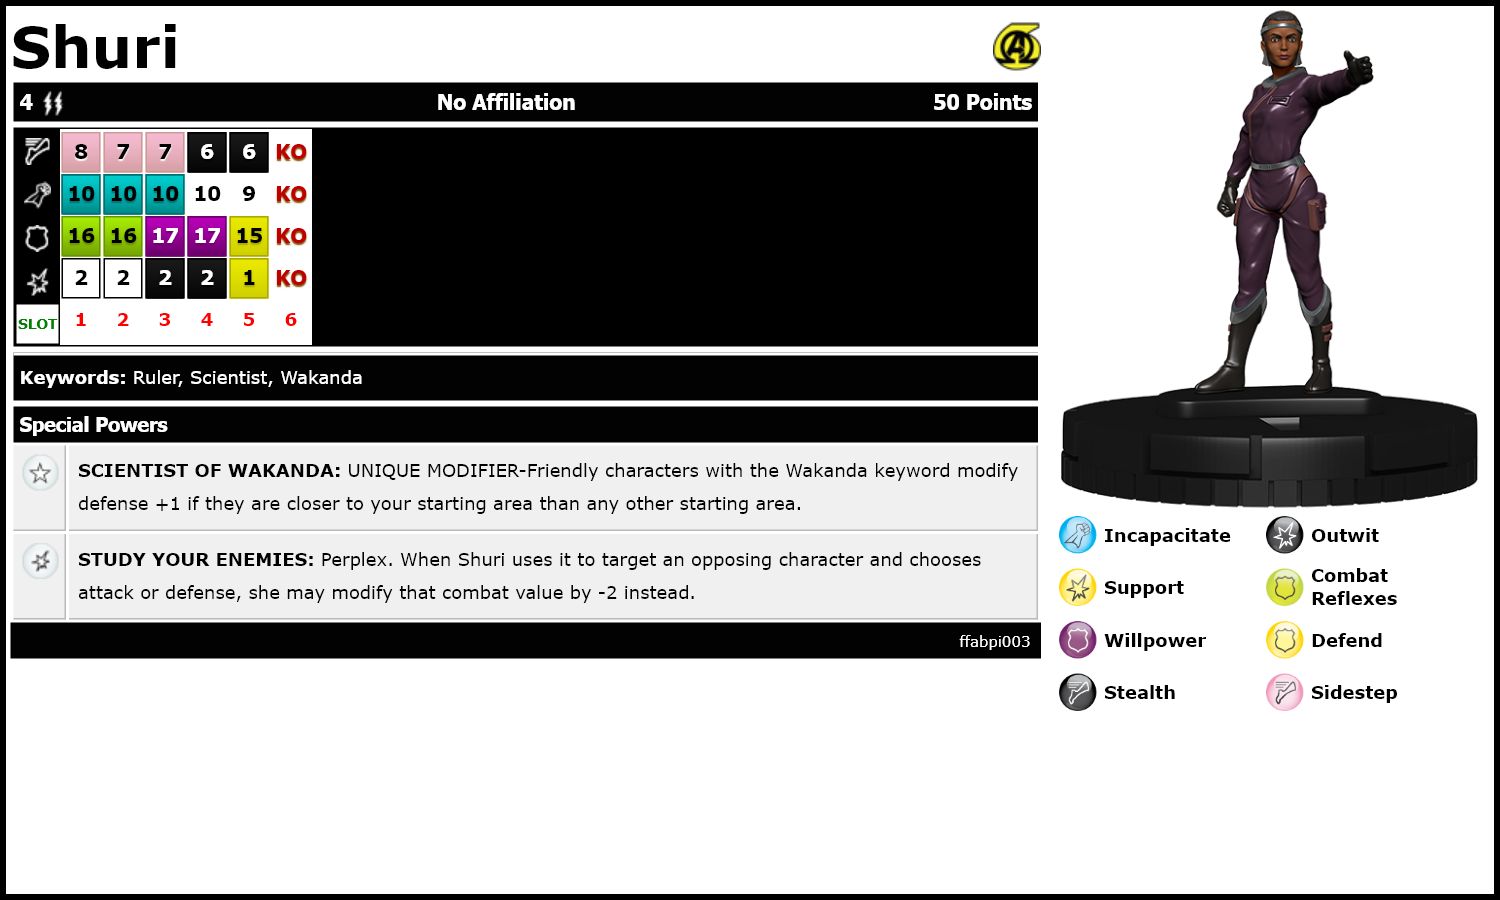 Shuri
4 No Affiliation 50 Points
8 7 7 6 6 KO
10 10 10 10 9 KO
16 16 17 17 15 KO
2 2 2 2 1 KO
SLOT 1 2 3 4 5 6
Keywords: Ruler, Scientist, Wakanda
Special Powers
SCIENTIST OF WAKANDA: UNIQUE MODIFIER-Friendly characters with the Wakanda keyword modify
defense +1 if they are closer to your starting area than any other starting area.
STUDY YOUR ENEMIES: Perplex. When Shuri uses it to target an opposing character and chooses
attack or defense, she may modify that combat value by -2 instead.
ffabpi003
Incapacitate Outwit
Support Combat
Reflexes
Willpower Defend
Stealth Sidestep